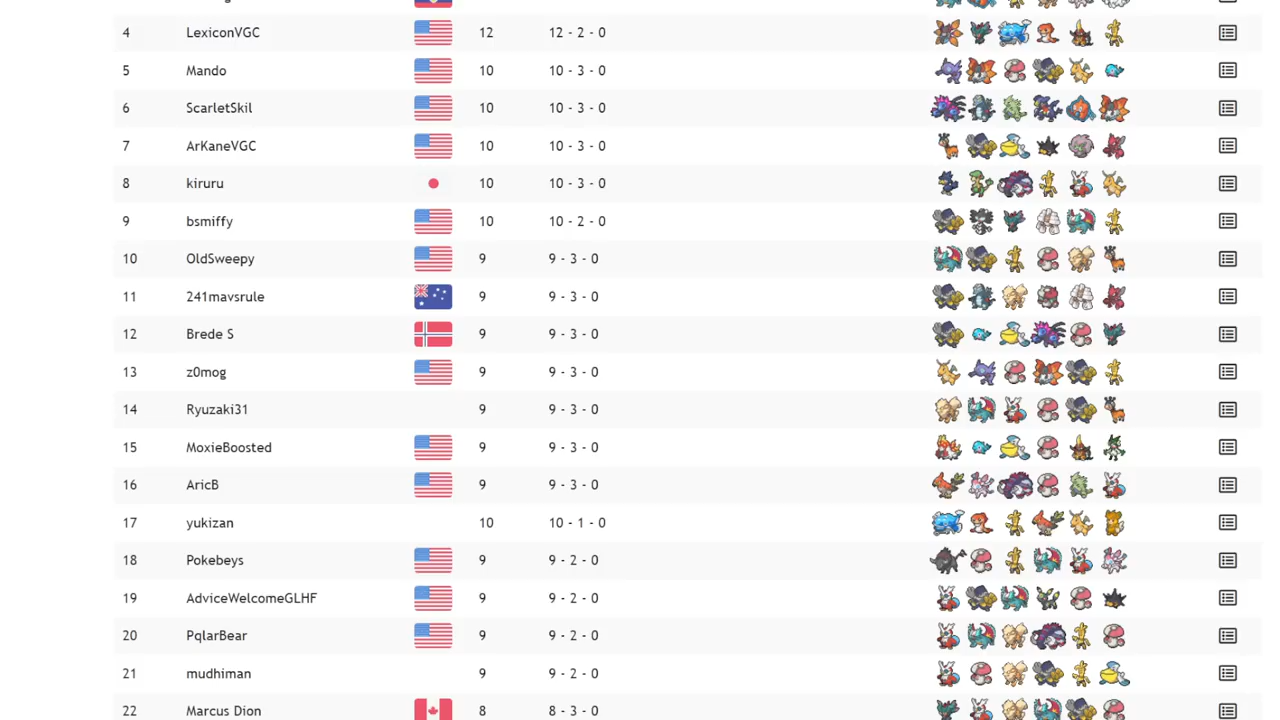 4 LexiconVGC 12 12 - 2 - 0
5 Mando 10 10 - 3 - 0
6 ScarletSkil 10 10 - 3 - 0
7 ArKaneVGC 10 10 - 3 - 0
8 kiruru 10 10 - 3 - 0
9 bsmiffy 10 10 - 2 - 0
10 OldSweepy 9 9 - 3 - 0
11 241mavsrule 9 9 - 3 - 0
12 Brede S 9 9 - 3 - 0
13 z0mog 9 9 - 3 - 0
14 Ryuzaki31 9 9 - 3 - 0
15 MoxieBoosted 9 9 - 3 - 0
16 AricB 9 9 - 3 - 0
17 yukizan 10 10 - 1 - 0
18 Pokebeys 9 9 - 2 - 0
19 AdviceWelcomeGLHF 9 9 - 2 - 0
20 PqlarBear 9 9 - 2 - 0
21 mudhiman 9 9 - 2 - 0
22 Marcus Dion 8 8 - 3 - 0